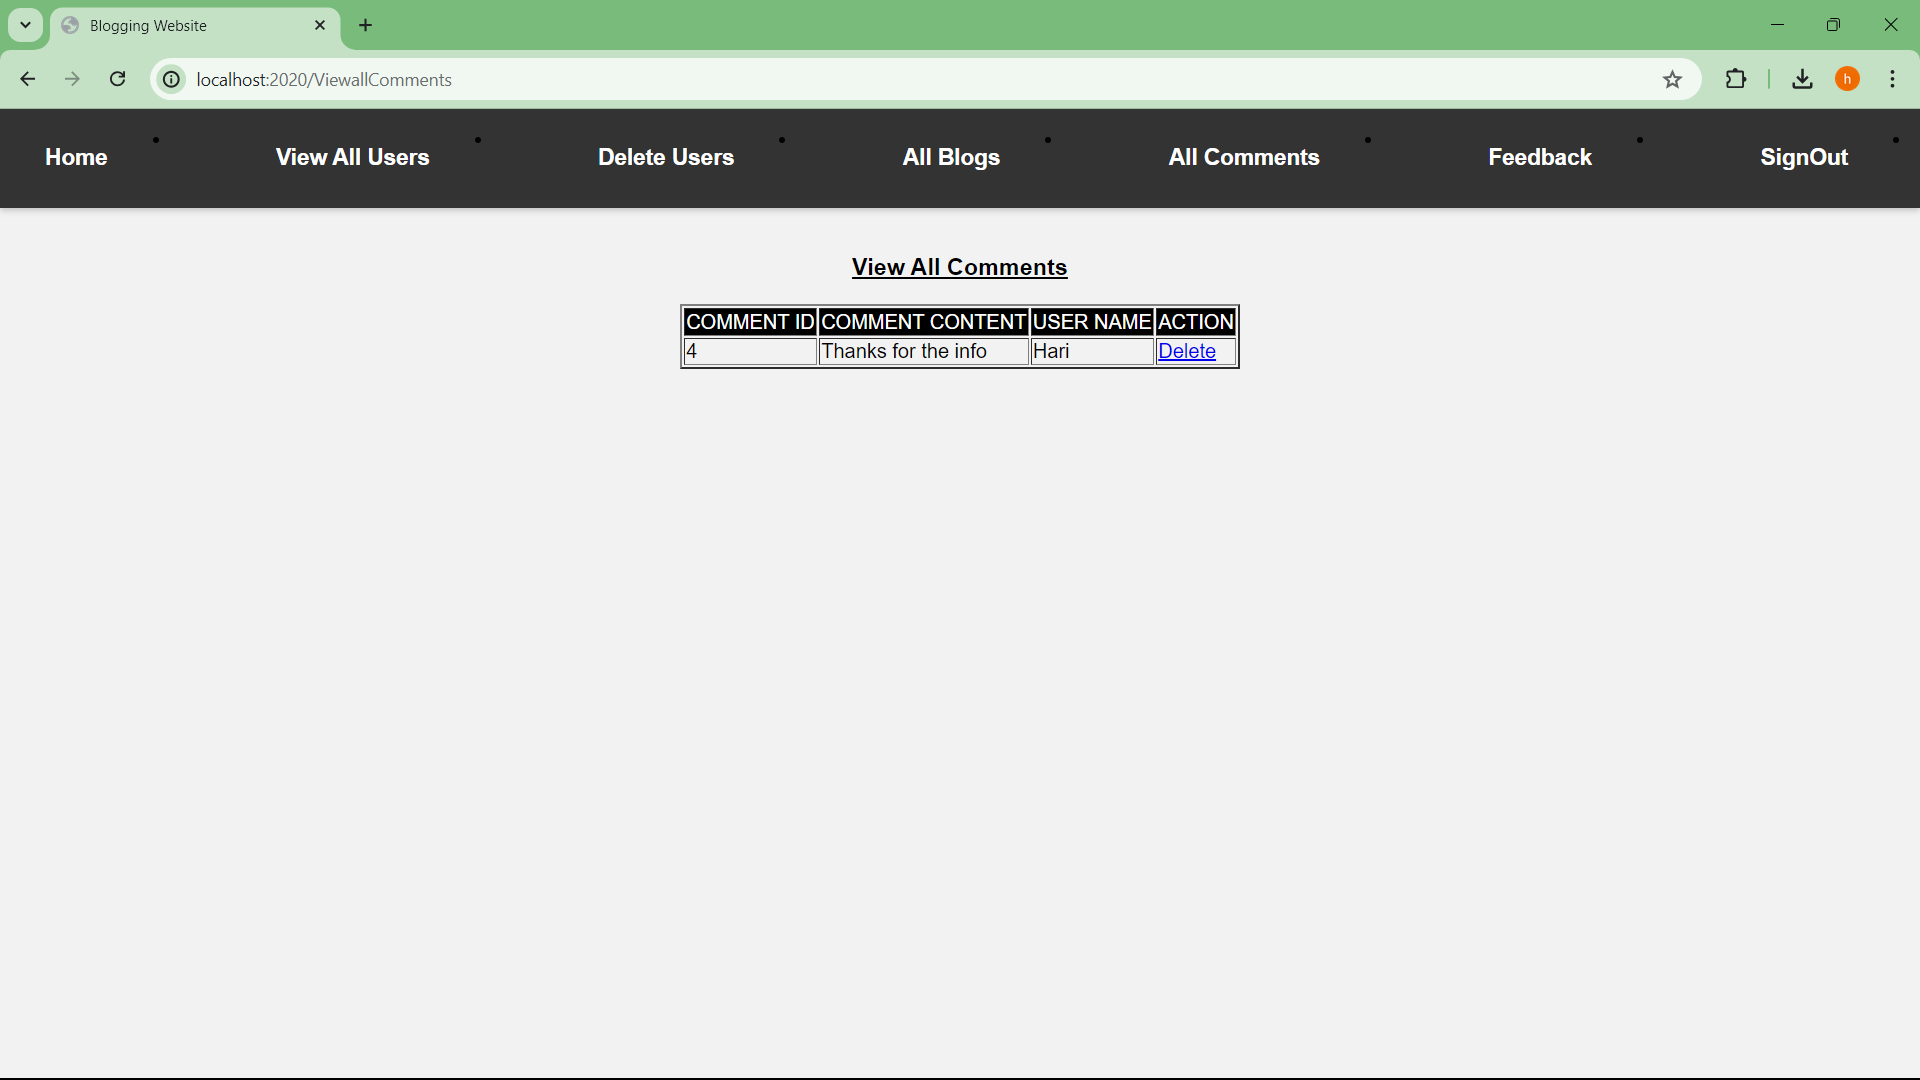 Blogging Website
localhost:2020/ViewallComments
h
Home View All Users Delete Users All Blogs All Comments Feedback SignOut
View All Comments
COMMENT ID COMMENT CONTENT USER NAME ACTION
4 Thanks for the info Hari Delete